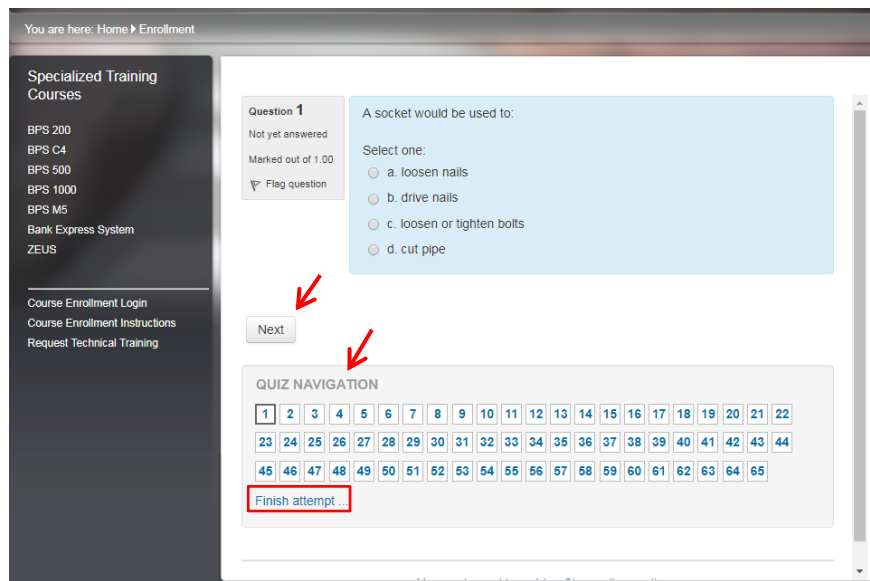 You are here: Home Enrollment
Specialized Training
Courses
BPS 200
BPS C4
BPS 500
BPS 1000
BPS M5
Bank Express System
ZEUS
Course Enrollment Login
Course Enrollment Instructions
Request Technical Training
Question 1
Not yet answered
Marked out of 1.00
Flag question
A socket would be used to:
Select one:
a. loosen nails
b. drive nails
c. loosen or tighten bolts
d. cut pipe
Next
QUIZ NAVIGATION
1 2 3 4 5 6 7 8 9 10 11 12 13 14 15 16 17 18 19 20 21 22
23 24 25 26 27 28 29 30 31 32 33 34 35 36 37 38 39 40 41 42 43 44
45 46 47 48 49 50 51 52 53 54 55 56 57 58 59 60 61 62 63 64 65
Finish attempt ...